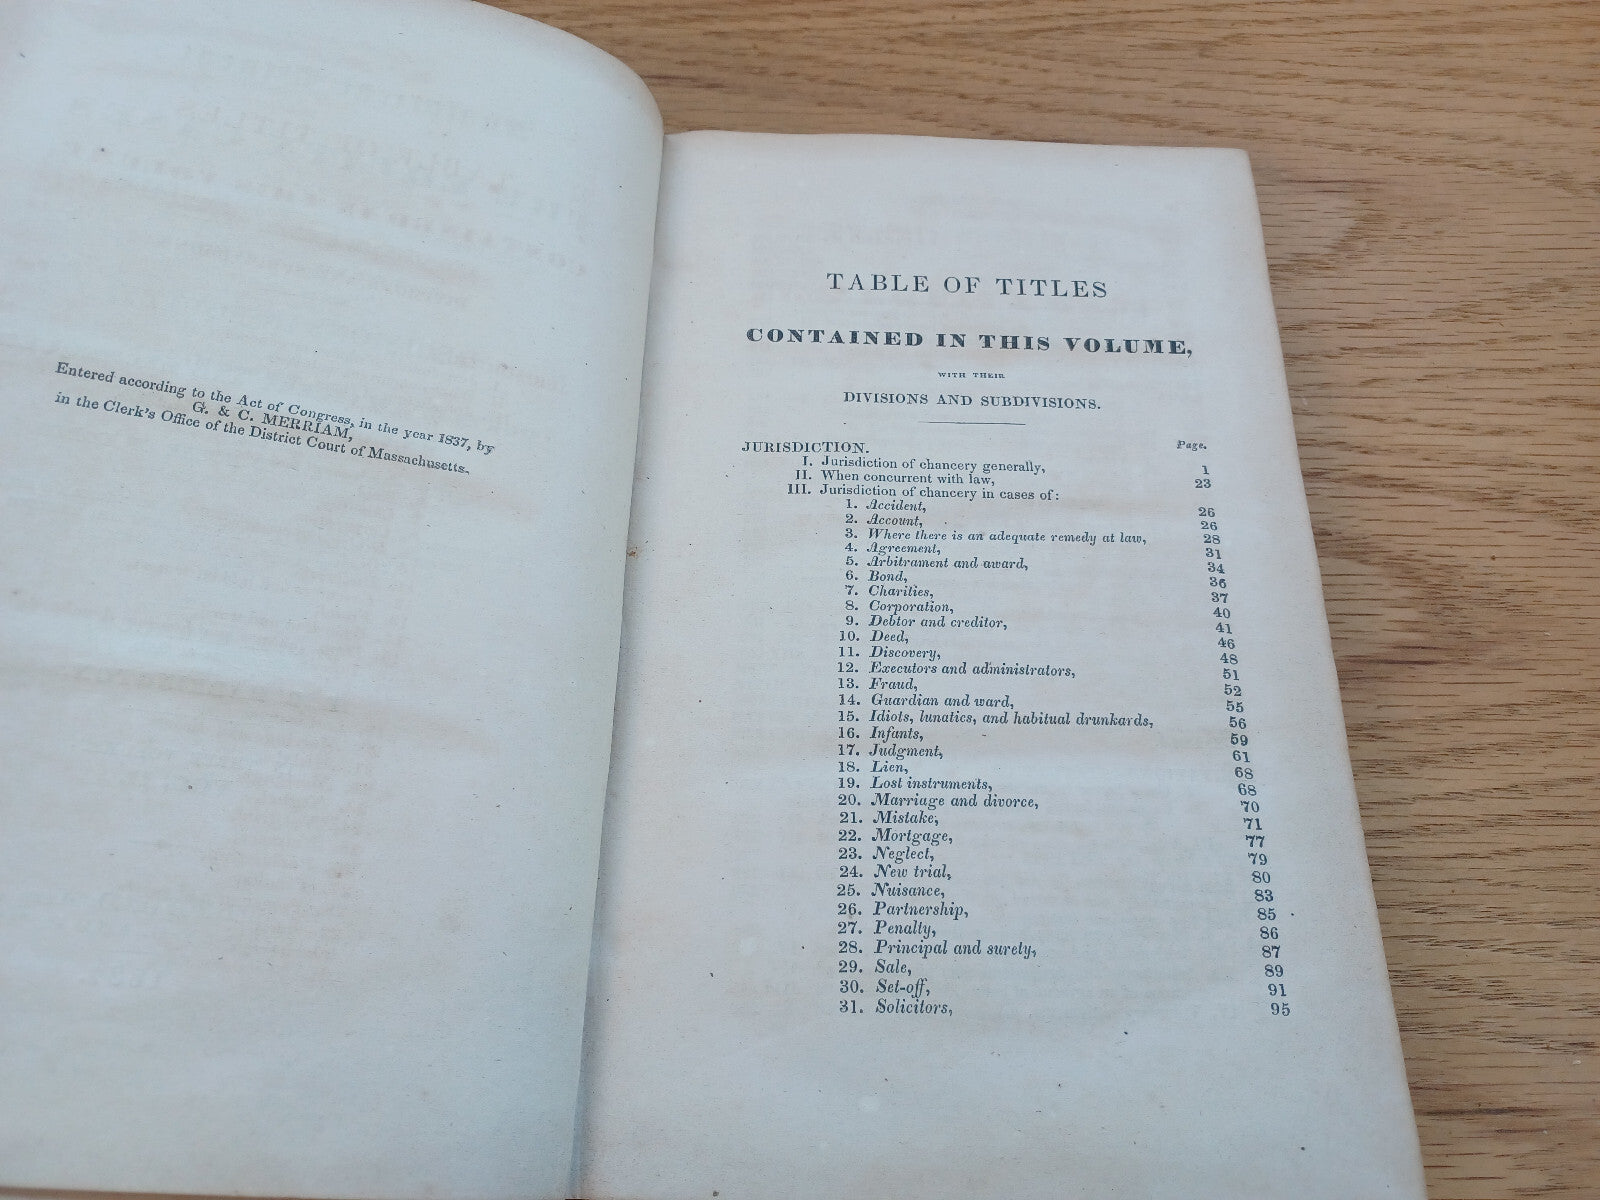 Entered according to the Act of Congress, in the year 1837, by
G. & C. MERRIAM,
in the Clerk's Office of the District Court of Massachusetts.
TABLE OF TITLES
CONTAINED IN THIS VOLUME,
WITH THEIR
DIVISIONS AND SUBDIVISIONS.
JURISDICTION. Page.
I. Jurisdiction of chancery generally, 1
II. When concurrent with law, 23
III. Jurisdiction of chancery in cases of:
1. Accident, 26
2. Account, 26
3. Where there is an adequate remedy at law, 28
4. Agreement, 31
5. Arbitrament and award, 34
6. Bond, 36
7. Charities, 37
8. Corporation, 40
9. Debtor and creditor, 41
10. Deed, 46
11. Discovery, 48
12. Executors and administrators, 51
13. Fraud, 52
14. Guardian and ward, 55
15. Idiots, lunatics, and habitual drunkards, 56
16. Infants, 59
17. Judgment, 61
18. Lien, 68
19. Lost instruments, 68
20. Marriage and divorce, 70
21. Mistake, 71
22. Mortgage, 77
23. Neglect, 79
24. New trial, 80
25. Nuisance, 83
26. Partnership, 85
27. Penalty, 86
28. Principal and surety, 87
29. Sale, 89
30. Set-off, 91
31. Solicitors, 95